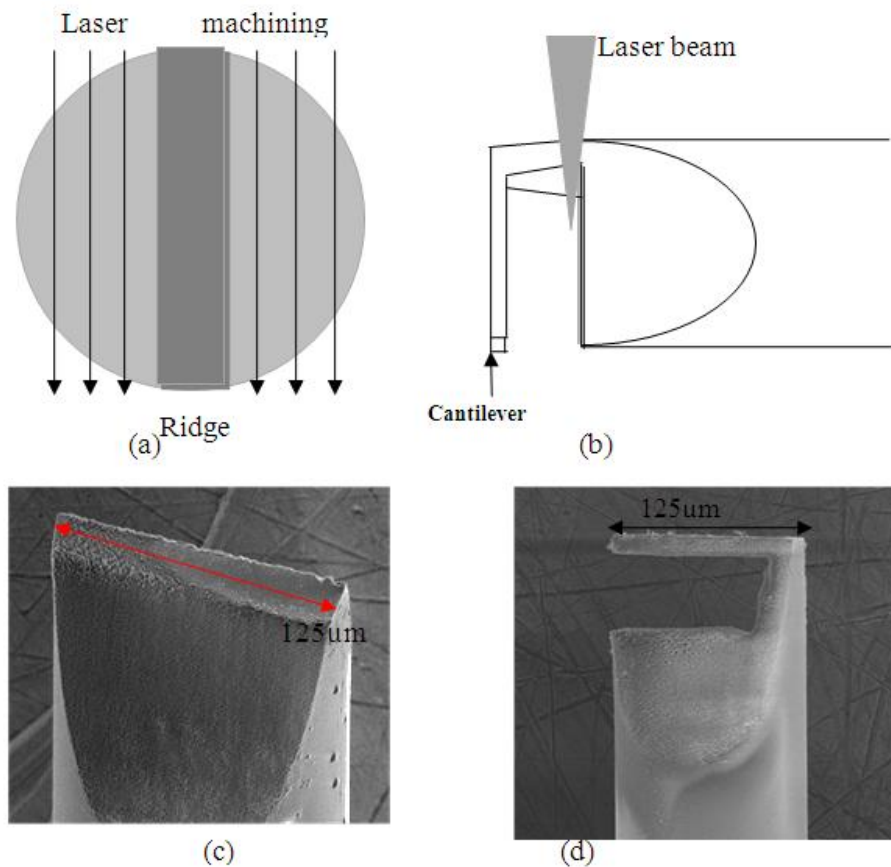 Laser machining
Ridge
(a)
Laser beam
Cantilever
(b)
125um
(c)
125um
(d)